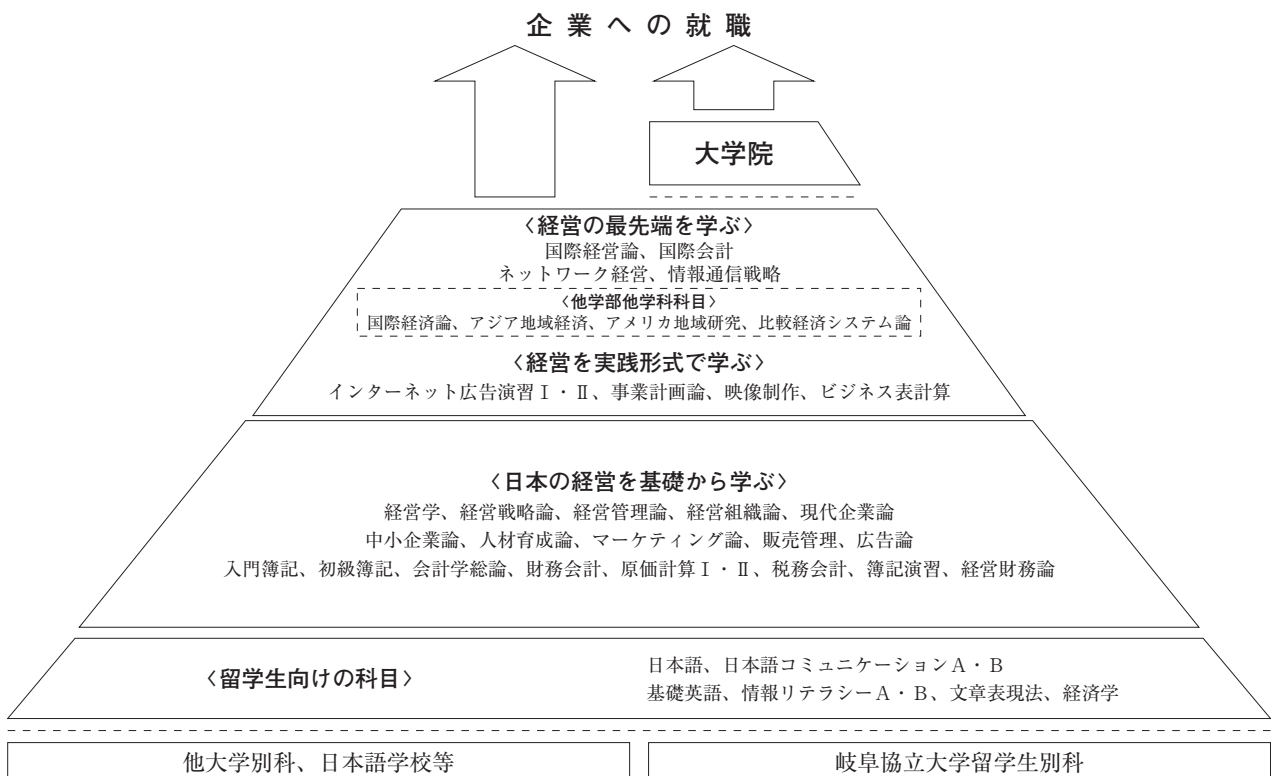 企業への就職
大学院
〈経営の最先端を学ぶ〉
国際経営論、国際会計
ネットワーク経営、情報通信戦略
〈他学部他学科科目〉
国際経済論、アジア地域経済、アメリカ地域研究、比較経済システム論
〈経営を実践形式で学ぶ〉
インターネット広告演習Ⅰ・Ⅱ、事業計画論、映像制作、ビジネス表計算
〈日本の経営を基礎から学ぶ〉
経営学、経営戦略論、経営管理論、経営組織論、現代企業論
中小企業論、人材育成論、マーケティング論、販売管理、広告論
入門簿記、初級簿記、会計学総論、財務会計、原価計算Ⅰ・Ⅱ、税務会計、簿記演習、経営財務論
〈留学生向けの科目〉
日本語、日本語コミュニケーションＡ・Ｂ
基礎英語、情報リテラシーＡ・Ｂ、文章表現法、経済学
他大学別科、日本語学校等
岐阜協立大学留学生別科